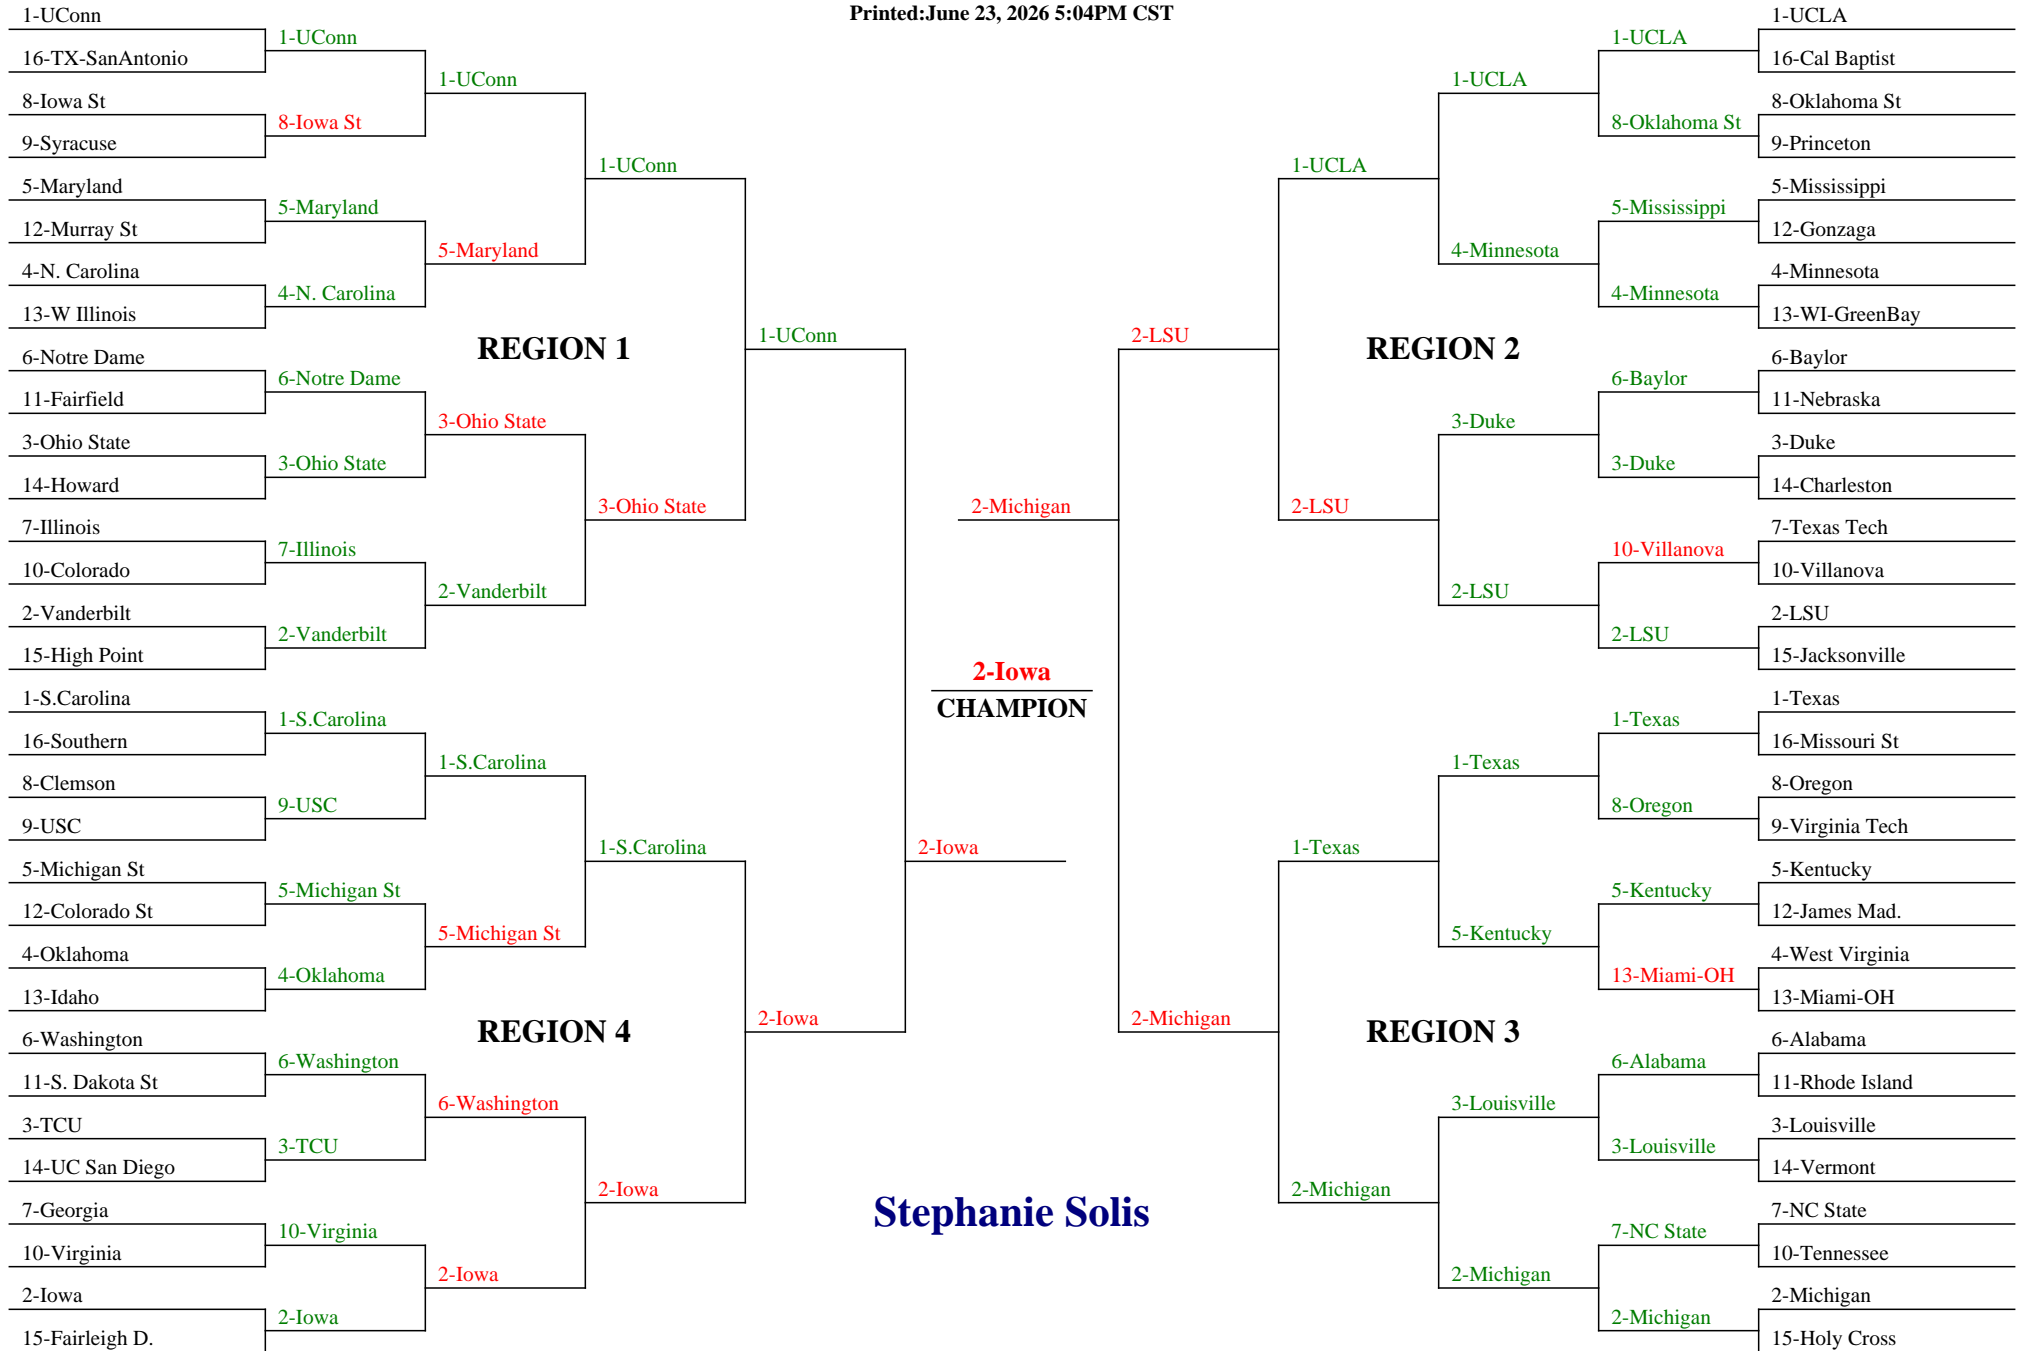 Printed:June 23, 2026 5:04PM CST
1-UConn
16-TX-SanAntonio
8-Iowa St
9-Syracuse
5-Maryland
12-Murray St
4-N. Carolina
13-W Illinois
6-Notre Dame
11-Fairfield
3-Ohio State
14-Howard
7-Illinois
10-Colorado
2-Vanderbilt
15-High Point
1-S.Carolina
16-Southern
8-Clemson
9-USC
5-Michigan St
12-Colorado St
4-Oklahoma
13-Idaho
6-Washington
11-S. Dakota St
3-TCU
14-UC San Diego
7-Georgia
10-Virginia
2-Iowa
15-Fairleigh D.
1-UConn
8-Iowa St
5-Maryland
4-N. Carolina
6-Notre Dame
3-Ohio State
7-Illinois
2-Vanderbilt
1-S.Carolina
9-USC
5-Michigan St
4-Oklahoma
6-Washington
3-TCU
10-Virginia
2-Iowa
1-UConn
5-Maryland
3-Ohio State
2-Vanderbilt
1-S.Carolina
5-Michigan St
6-Washington
2-Iowa
REGION 1
REGION 4
1-UConn
3-Ohio State
1-S.Carolina
2-Iowa
1-UConn
2-Iowa
2-Iowa
2-Michigan
2-Iowa
CHAMPION
Stephanie Solis
2-LSU
2-Michigan
1-UCLA
2-LSU
1-Texas
2-Michigan
REGION 2
REGION 3
1-UCLA
4-Minnesota
3-Duke
2-LSU
1-Texas
5-Kentucky
3-Louisville
2-Michigan
1-UCLA
8-Oklahoma St
5-Mississippi
4-Minnesota
6-Baylor
3-Duke
10-Villanova
2-LSU
1-Texas
8-Oregon
5-Kentucky
13-Miami-OH
6-Alabama
3-Louisville
7-NC State
2-Michigan
1-UCLA
16-Cal Baptist
8-Oklahoma St
9-Princeton
5-Mississippi
12-Gonzaga
4-Minnesota
13-WI-GreenBay
6-Baylor
11-Nebraska
3-Duke
14-Charleston
7-Texas Tech
10-Villanova
2-LSU
15-Jacksonville
1-Texas
16-Missouri St
8-Oregon
9-Virginia Tech
5-Kentucky
12-James Mad.
4-West Virginia
13-Miami-OH
6-Alabama
11-Rhode Island
3-Louisville
14-Vermont
7-NC State
10-Tennessee
2-Michigan
15-Holy Cross